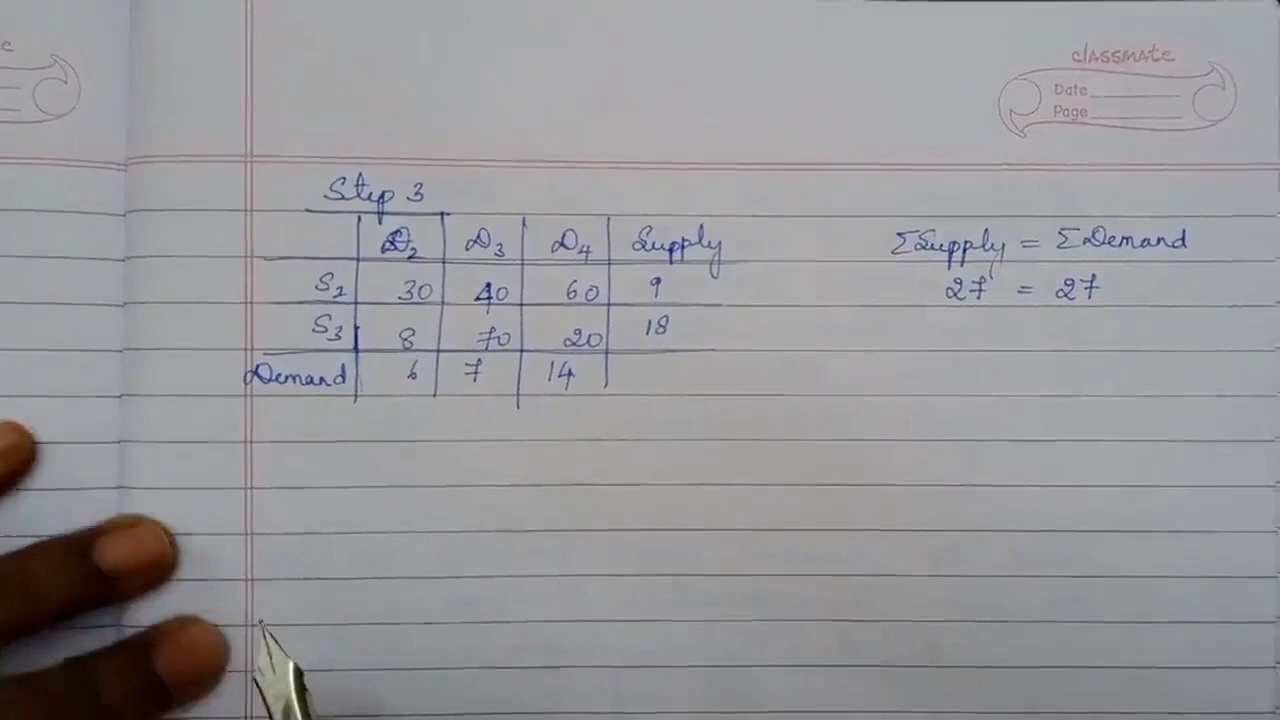 classmate
Date
Page
Step 3
D2 D3 D4 Supply
S2 30 40 60 9
S3 8 70 20 18
Demand 6 7 14
ΣSupply = ΣDemand
27 = 27